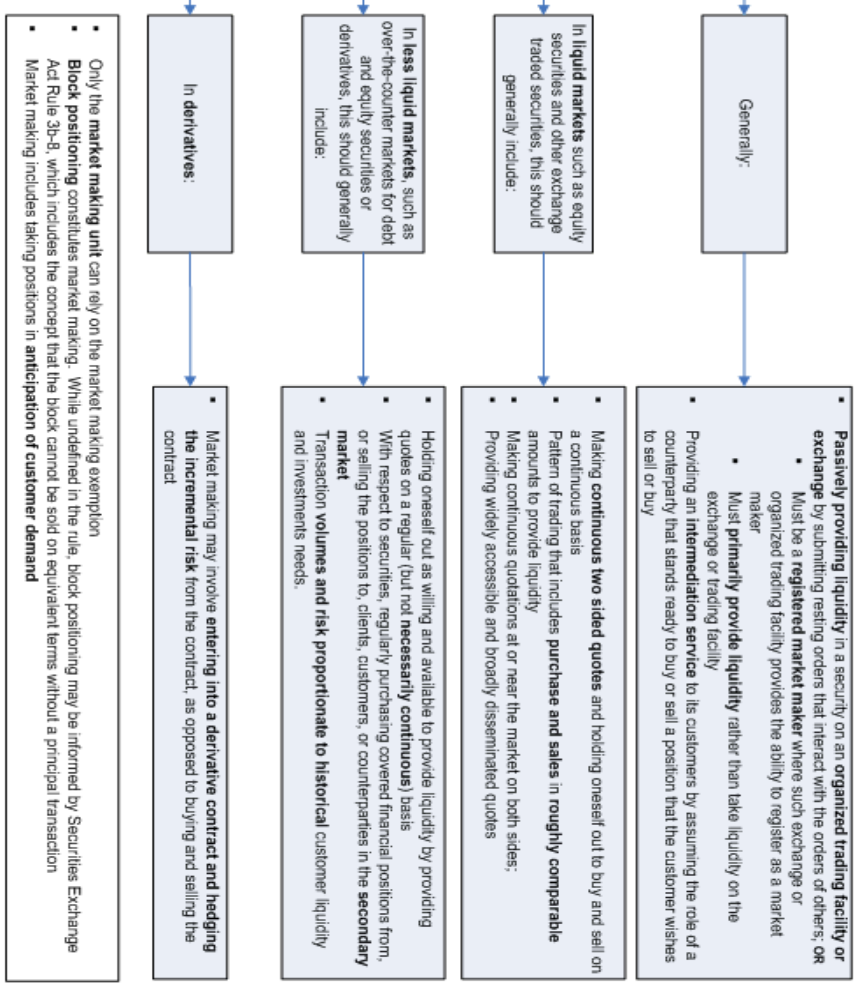 Generally:
▪ Passively providing liquidity in a security on an organized trading facility or
exchange by submitting resting orders that interact with the orders of others; OR
▪ Must be a registered market maker where such exchange or
organized trading facility provides the ability to register as a market
maker
▪ Must primarily provide liquidity rather than take liquidity on the
exchange or trading facility
▪ Providing an intermediation service to its customers by assuming the role of a
counterparty that stands ready to buy or sell a position that the customer wishes
to sell or buy
In liquid markets such as equity
securities and other exchange
traded securities, this should
generally include:
▪ Making continuous two sided quotes and holding oneself out to buy and sell on
a continuous basis
▪ Pattern of trading that includes purchase and sales in roughly comparable
amounts to provide liquidity
▪ Making continuous quotations at or near the market on both sides;
▪ Providing widely accessible and broadly disseminated quotes
In less liquid markets, such as
over-the-counter markets for debt
and equity securities or
derivatives, this should generally
include:
▪ Holding oneself out as willing and available to provide liquidity by providing
quotes on a regular (but not necessarily continuous) basis
▪ With respect to securities, regularly purchasing covered financial positions from,
or selling the positions to, clients, customers, or counterparties in the secondary
market
▪ Transaction volumes and risk proportionate to historical customer liquidity
and investments needs.
In derivatives:
▪ Market making may involve entering into a derivative contract and hedging
the incremental risk from the contract, as opposed to buying and selling the
contract
▪ Only the market making unit can rely on the market making exemption
▪ Block positioning constitutes market making. While undefined in the rule, block positioning may be informed by Securities Exchange
Act Rule 3b-8, which includes the concept that the block cannot be sold on equivalent terms without a principal transaction
▪ Market making includes taking positions in anticipation of customer demand